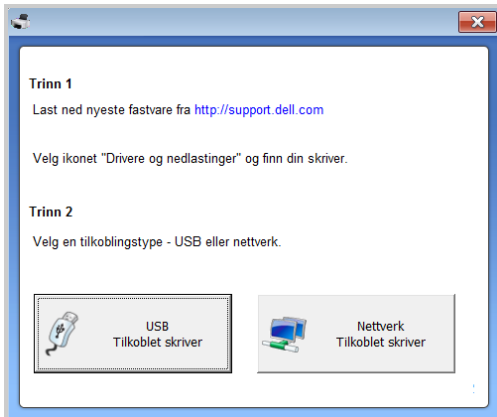 Trinn 1
Last ned nyeste fastvare fra http://support.dell.com
Velg ikonet "Drivere og nedlastinger" og finn din skriver.
Trinn 2
Velg en tilkoblingstype - USB eller nettverk.
USB
Tilkoblet skriver
Nettverk
Tilkoblet skriver